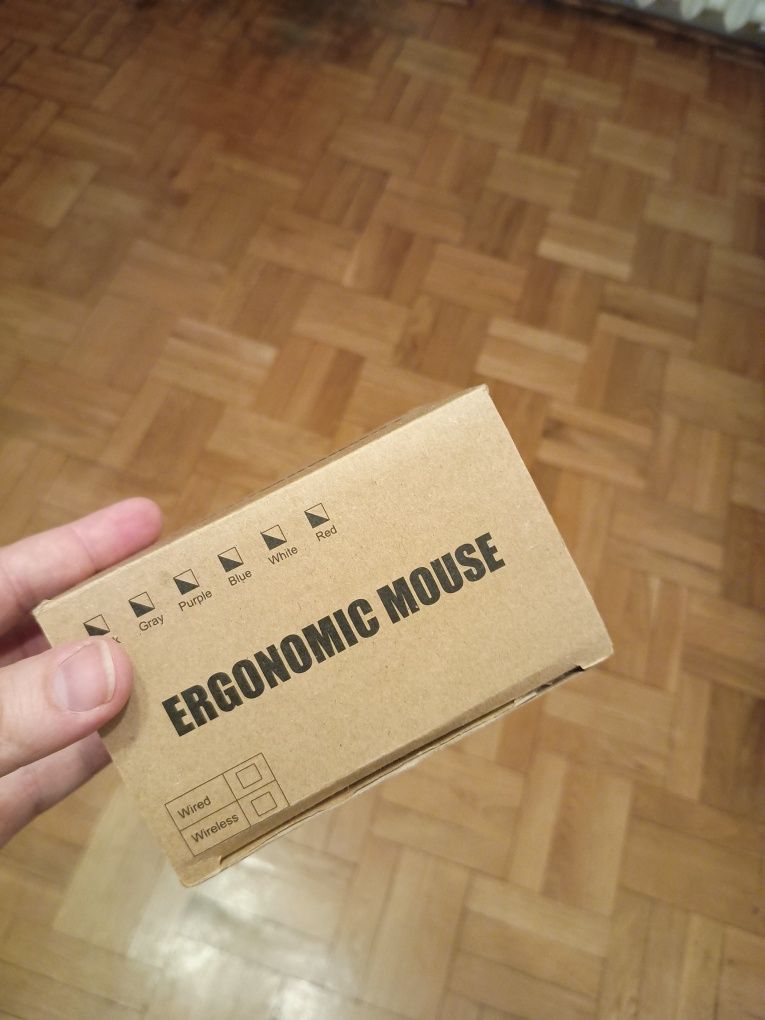 Gray
Purple
Blue
White
Red
ERGONOMIC MOUSE
Wired
Wireless